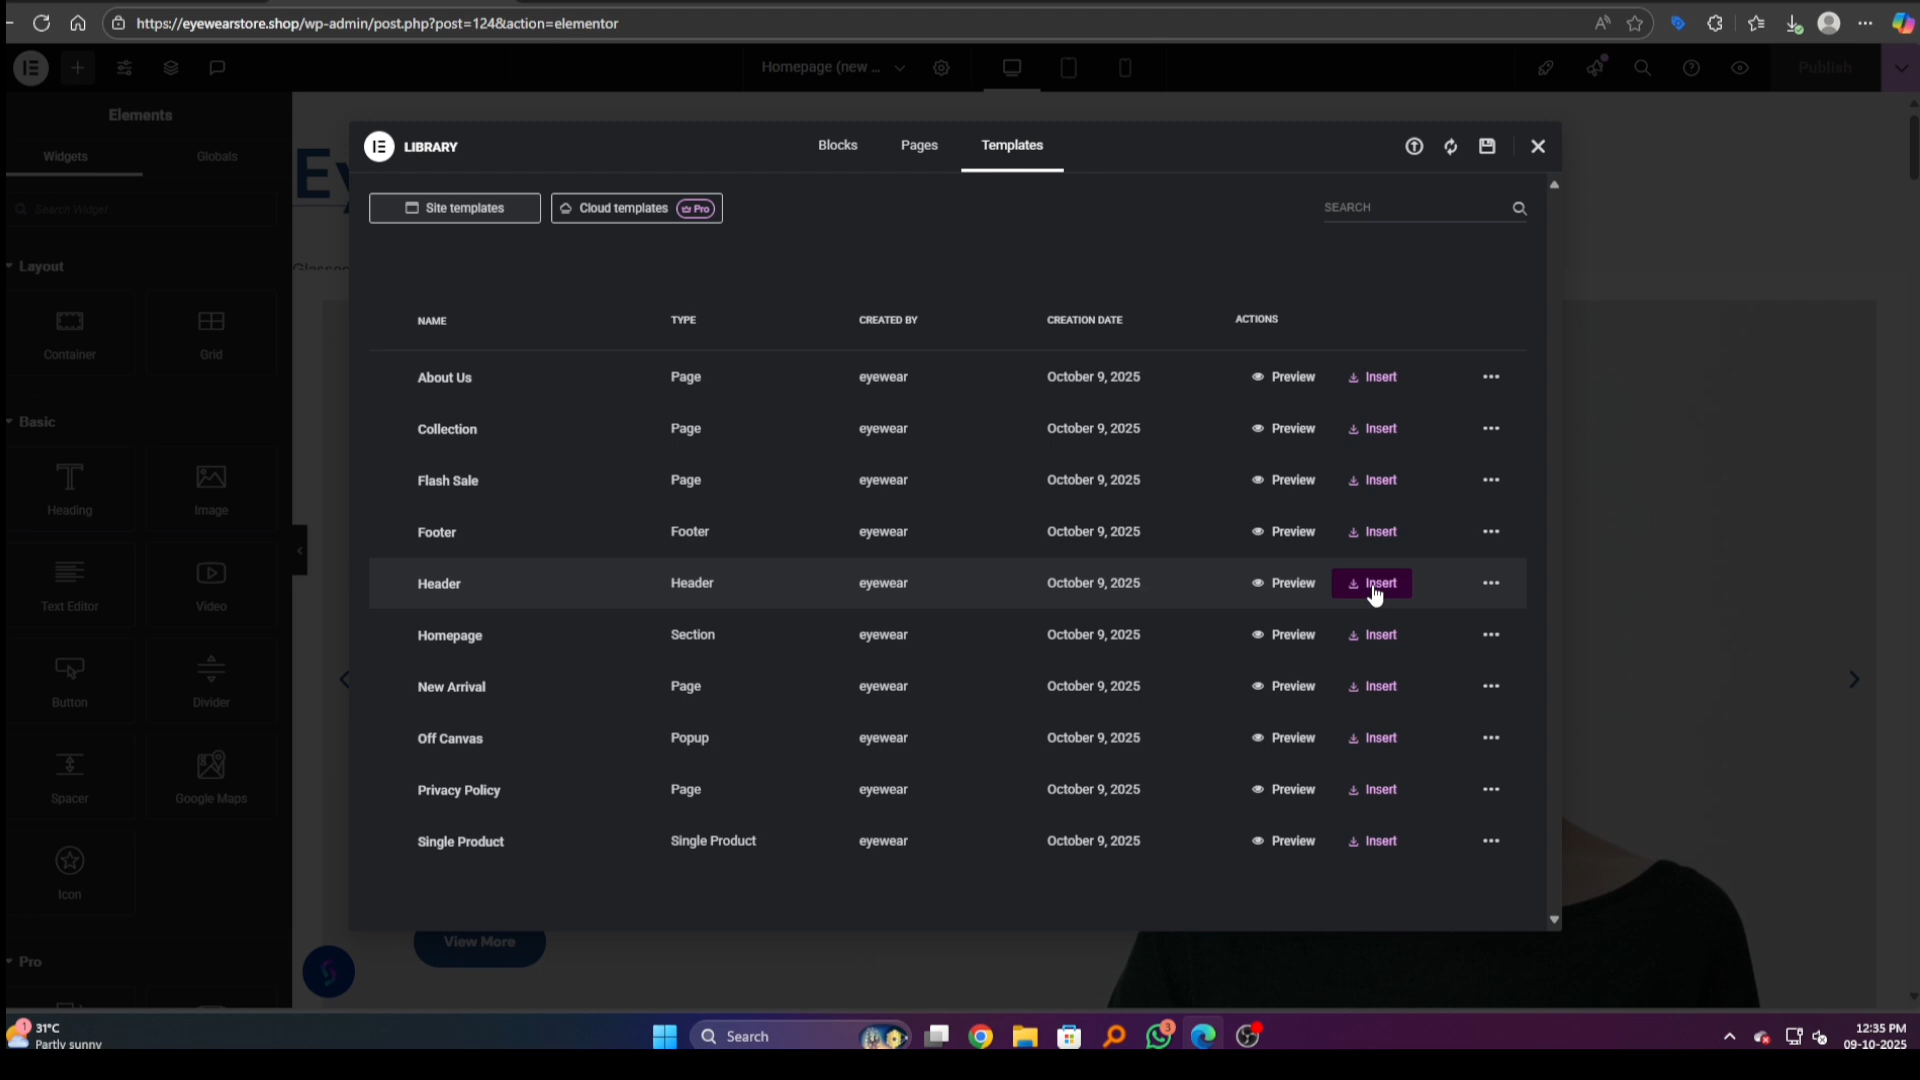 https://eyewearstore.shop/wp-admin/post.php?post=124&action=elementor
Homepage (new ...
Publish
Elements
Widgets
Globals
Search Widget...
Layout
Container
Grid
Basic
Heading
Image
Text Editor
Video
Button
Divider
Spacer
Google Maps
Icon
Pro
LIBRARY
Blocks
Pages
Templates
Site templates
Cloud templates
Pro
SEARCH
NAME TYPE CREATED BY CREATION DATE ACTIONS
About Us Page eyewear October 9, 2025 Preview Insert
Collection Page eyewear October 9, 2025 Preview Insert
Flash Sale Page eyewear October 9, 2025 Preview Insert
Footer Footer eyewear October 9, 2025 Preview Insert
Header Header eyewear October 9, 2025 Preview Insert
Homepage Section eyewear October 9, 2025 Preview Insert
New Arrival Page eyewear October 9, 2025 Preview Insert
Off Canvas Popup eyewear October 9, 2025 Preview Insert
Privacy Policy Page eyewear October 9, 2025 Preview Insert
Single Product Single Product eyewear October 9, 2025 Preview Insert
View More
1
31°C
Partly sunny
Search
3
12:35 PM
09-10-2025